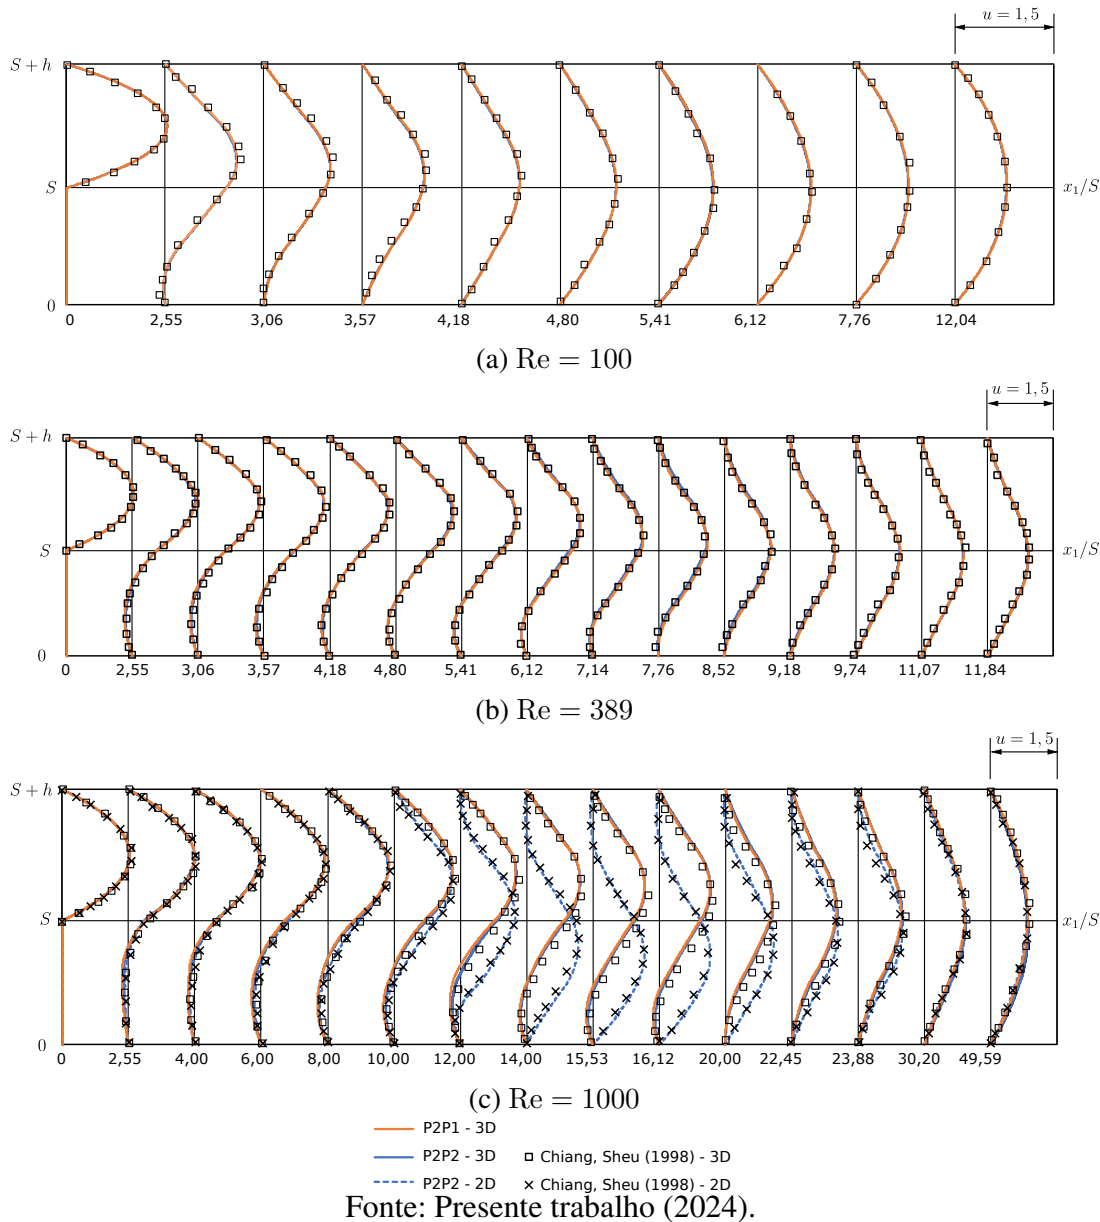 u = 1, 5
S + h
S
x₁/S
0
0 2,55 3,06 3,57 4,18 4,80 5,41 6,12 7,76 12,04
(a) Re = 100
u = 1, 5
S + h
S
x₁/S
0
0 2,55 3,06 3,57 4,18 4,80 5,41 6,12 7,14 7,76 8,52 9,18 9,74 11,07 11,84
(b) Re = 389
u = 1, 5
S + h
S
x₁/S
0
0 2,55 4,00 6,00 8,00 10,00 12,00 14,00 15,53 16,12 20,00 22,45 23,88 30,20 49,59
(c) Re = 1000
P2P1 - 3D
P2P2 - 3D Chiang, Sheu (1998) - 3D
P2P2 - 2D Chiang, Sheu (1998) - 2D
Fonte: Presente trabalho (2024).